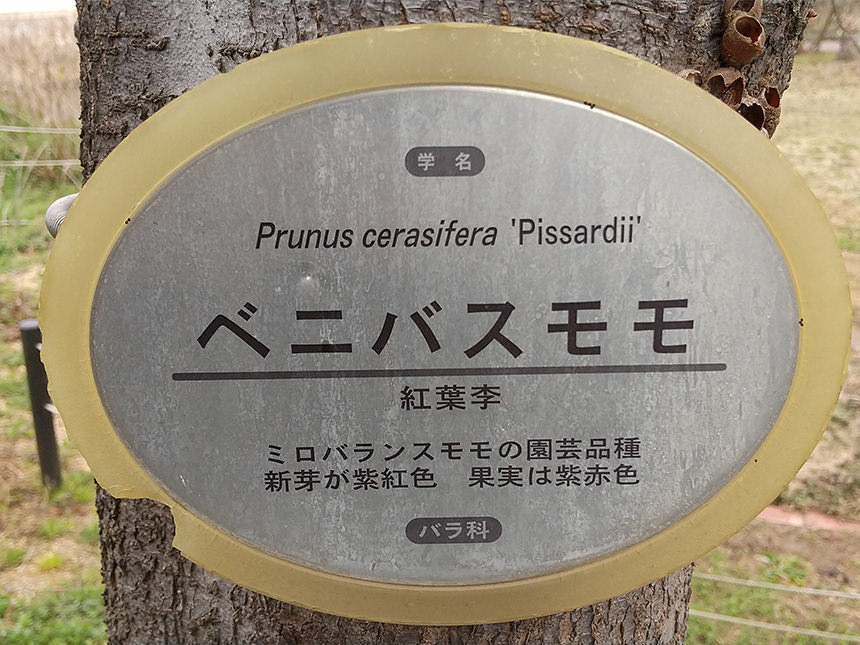 学名
Prunus cerasifera 'Pissardii'
ベニバスモモ
紅葉李
ミロバランスモモの園芸品種
新芽が紫紅色　果実は紫赤色
バラ科